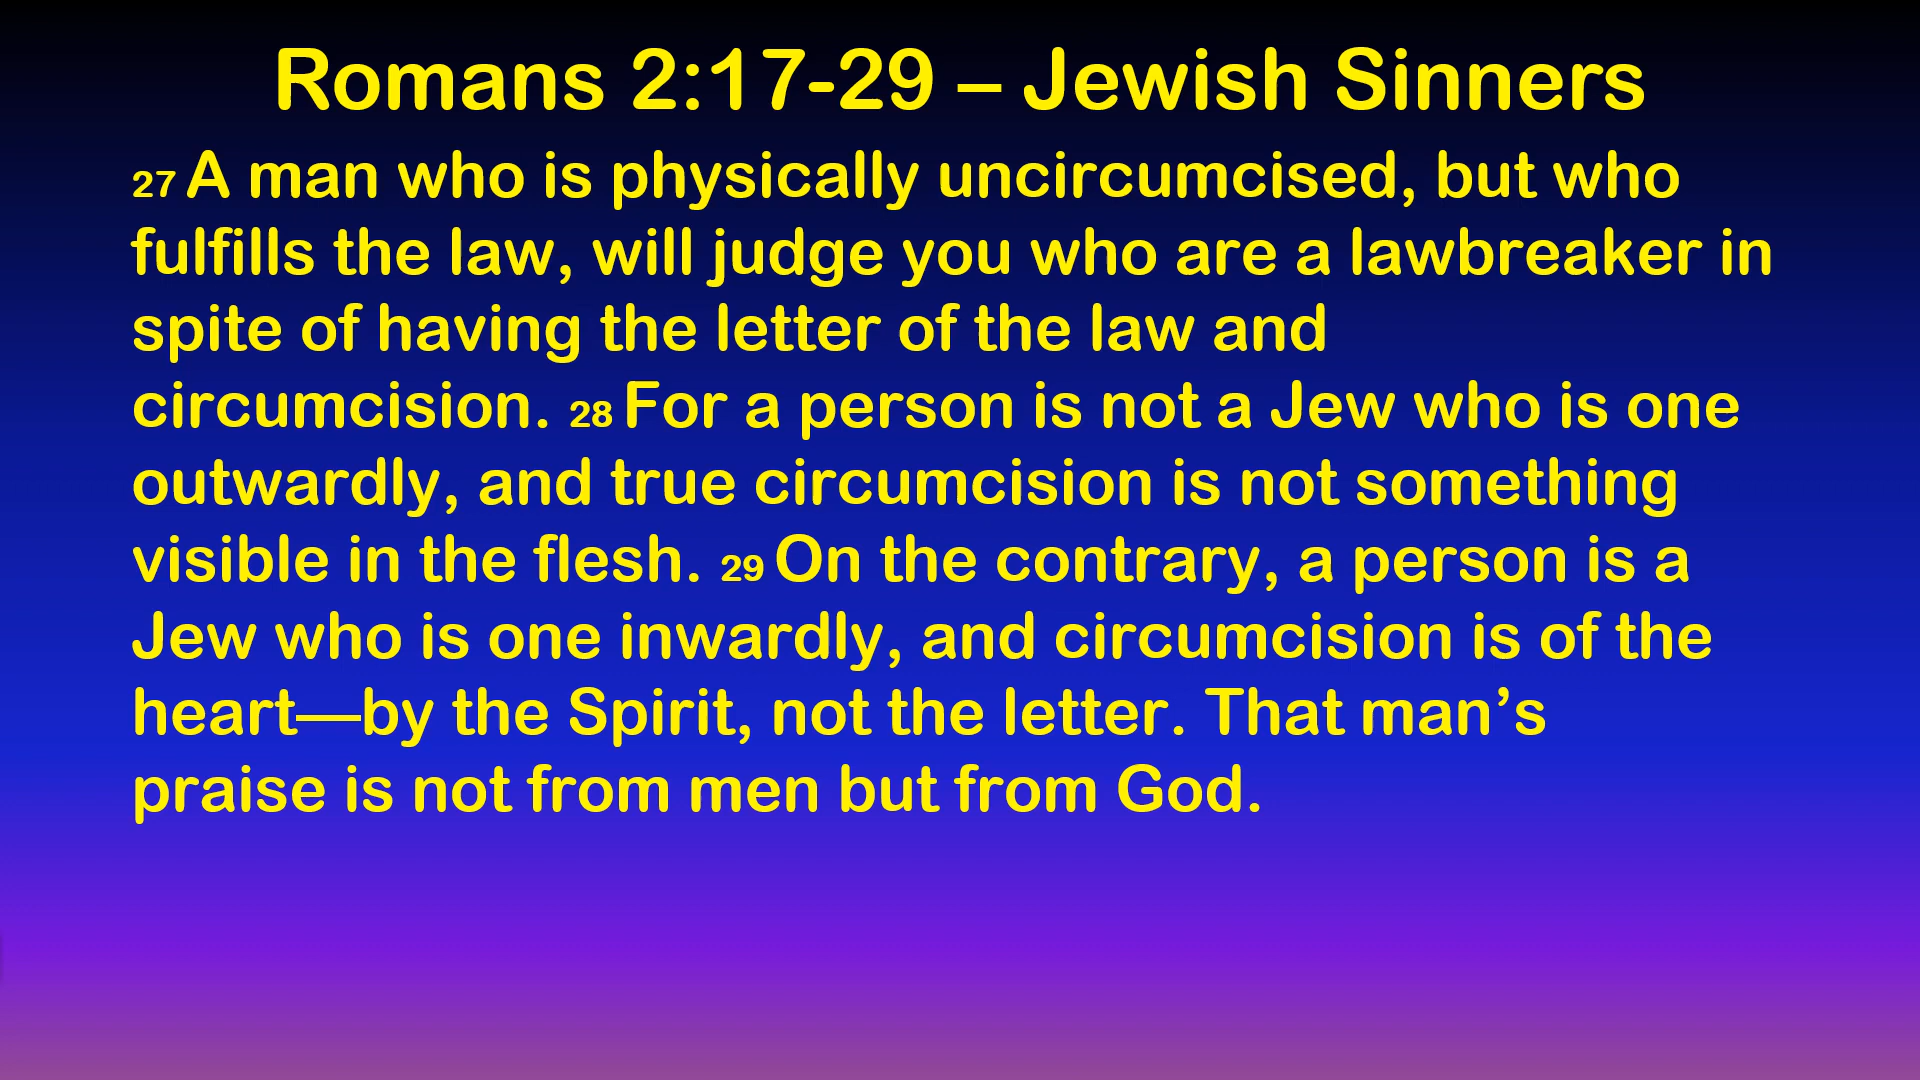 Romans 2:17-29 – Jewish Sinners
27 A man who is physically uncircumcised, but who
fulfills the law, will judge you who are a lawbreaker in
spite of having the letter of the law and
circumcision. 28 For a person is not a Jew who is one
outwardly, and true circumcision is not something
visible in the flesh. 29 On the contrary, a person is a
Jew who is one inwardly, and circumcision is of the
heart—by the Spirit, not the letter. That man’s
praise is not from men but from God.